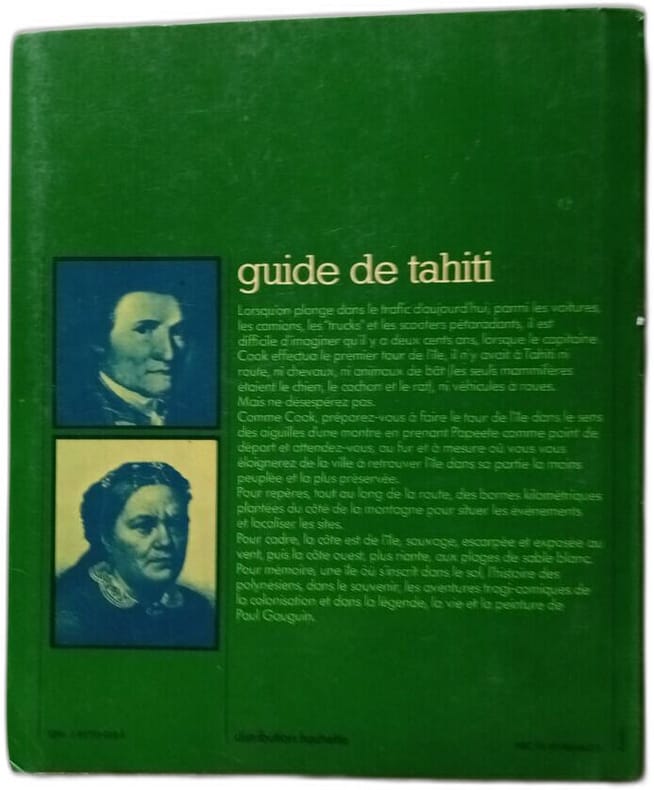 guide de tahiti
Lorsqu'on plonge dans le trafic d'aujourd'hui, parmi les voitures,
les camions, les "trucks" et les scooters pétaradants, il est
difficile d'imaginer qu'il y a deux cents ans, lorsque le capitaine
Cook effectua le premier tour de l'île, il n'y avait à Tahiti ni
route, ni chevaux, ni animaux de bât (les seuls mammifères
étaient le chien, le cochon et le rat), ni véhicules à roues.
Mais ne désespérez pas.
Comme Cook, préparez-vous à faire le tour de l'île dans le sens
des aiguilles d'une montre en prenant Papeete comme point de
départ et attendez-vous, au fur et à mesure où vous vous
éloignerez de la ville à retrouver l'île dans sa partie la moins
peuplée et la plus préservée.
Pour repères, tout au long de la route, des bornes kilométriques
plantées du côté de la montagne pour situer les événements
et localiser les sites.
Pour cadre, la côte est de l'île, sauvage, escarpée et exposée au
vent, puis la côte ouest, plus riante, aux plages de sable blanc.
Pour mémoire, une île où s'inscrit dans le sol, l'histoire des
polynésiens, dans le souvenir, les aventures tragi-comiques de
la colonisation et dans la légende, la vie et la peinture de
Paul Gauguin.
distribution hachette